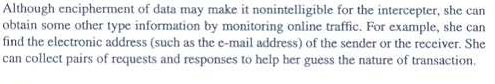 Although encipherment of data may make it nonintelligible for the intercepter, she can
obtain some other type information by monitoring online traffic. For example, she can
find the electronic address (such as the e-mail address) of the sender or the receiver. She
can collect pairs of requests and responses to help her guess the nature of transaction.